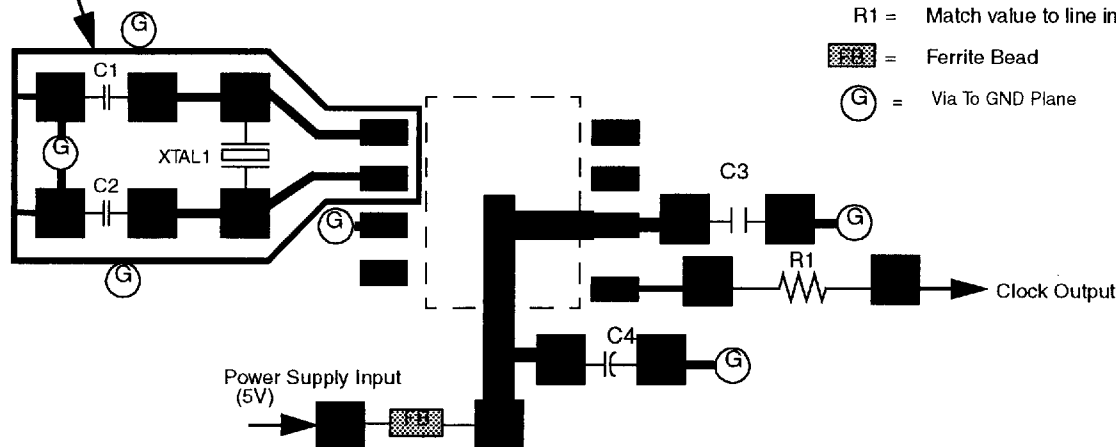 R1 = Match value to line in
FB = Ferrite Bead
G = Via To GND Plane
G
C1
G
XTAL1
C2
G
G
C3
G
R1
Clock Output
C4
G
Power Supply Input
(5V)
FB